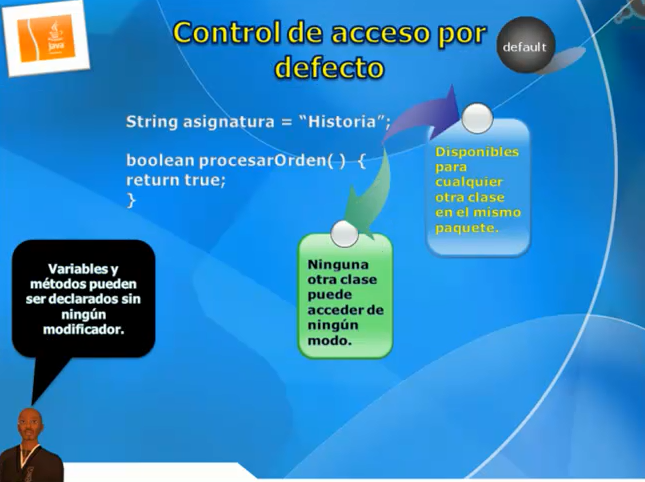 java
Control de acceso por
defecto
default
String asignatura = “Historia”;
boolean procesarOrden( ) {
return true;
}
Disponibles
para
cualquier
otra clase
en el mismo
paquete.
Ninguna
otra clase
puede
acceder de
ningún
modo.
Variables y
métodos pueden
ser declarados sin
ningún
modificador.